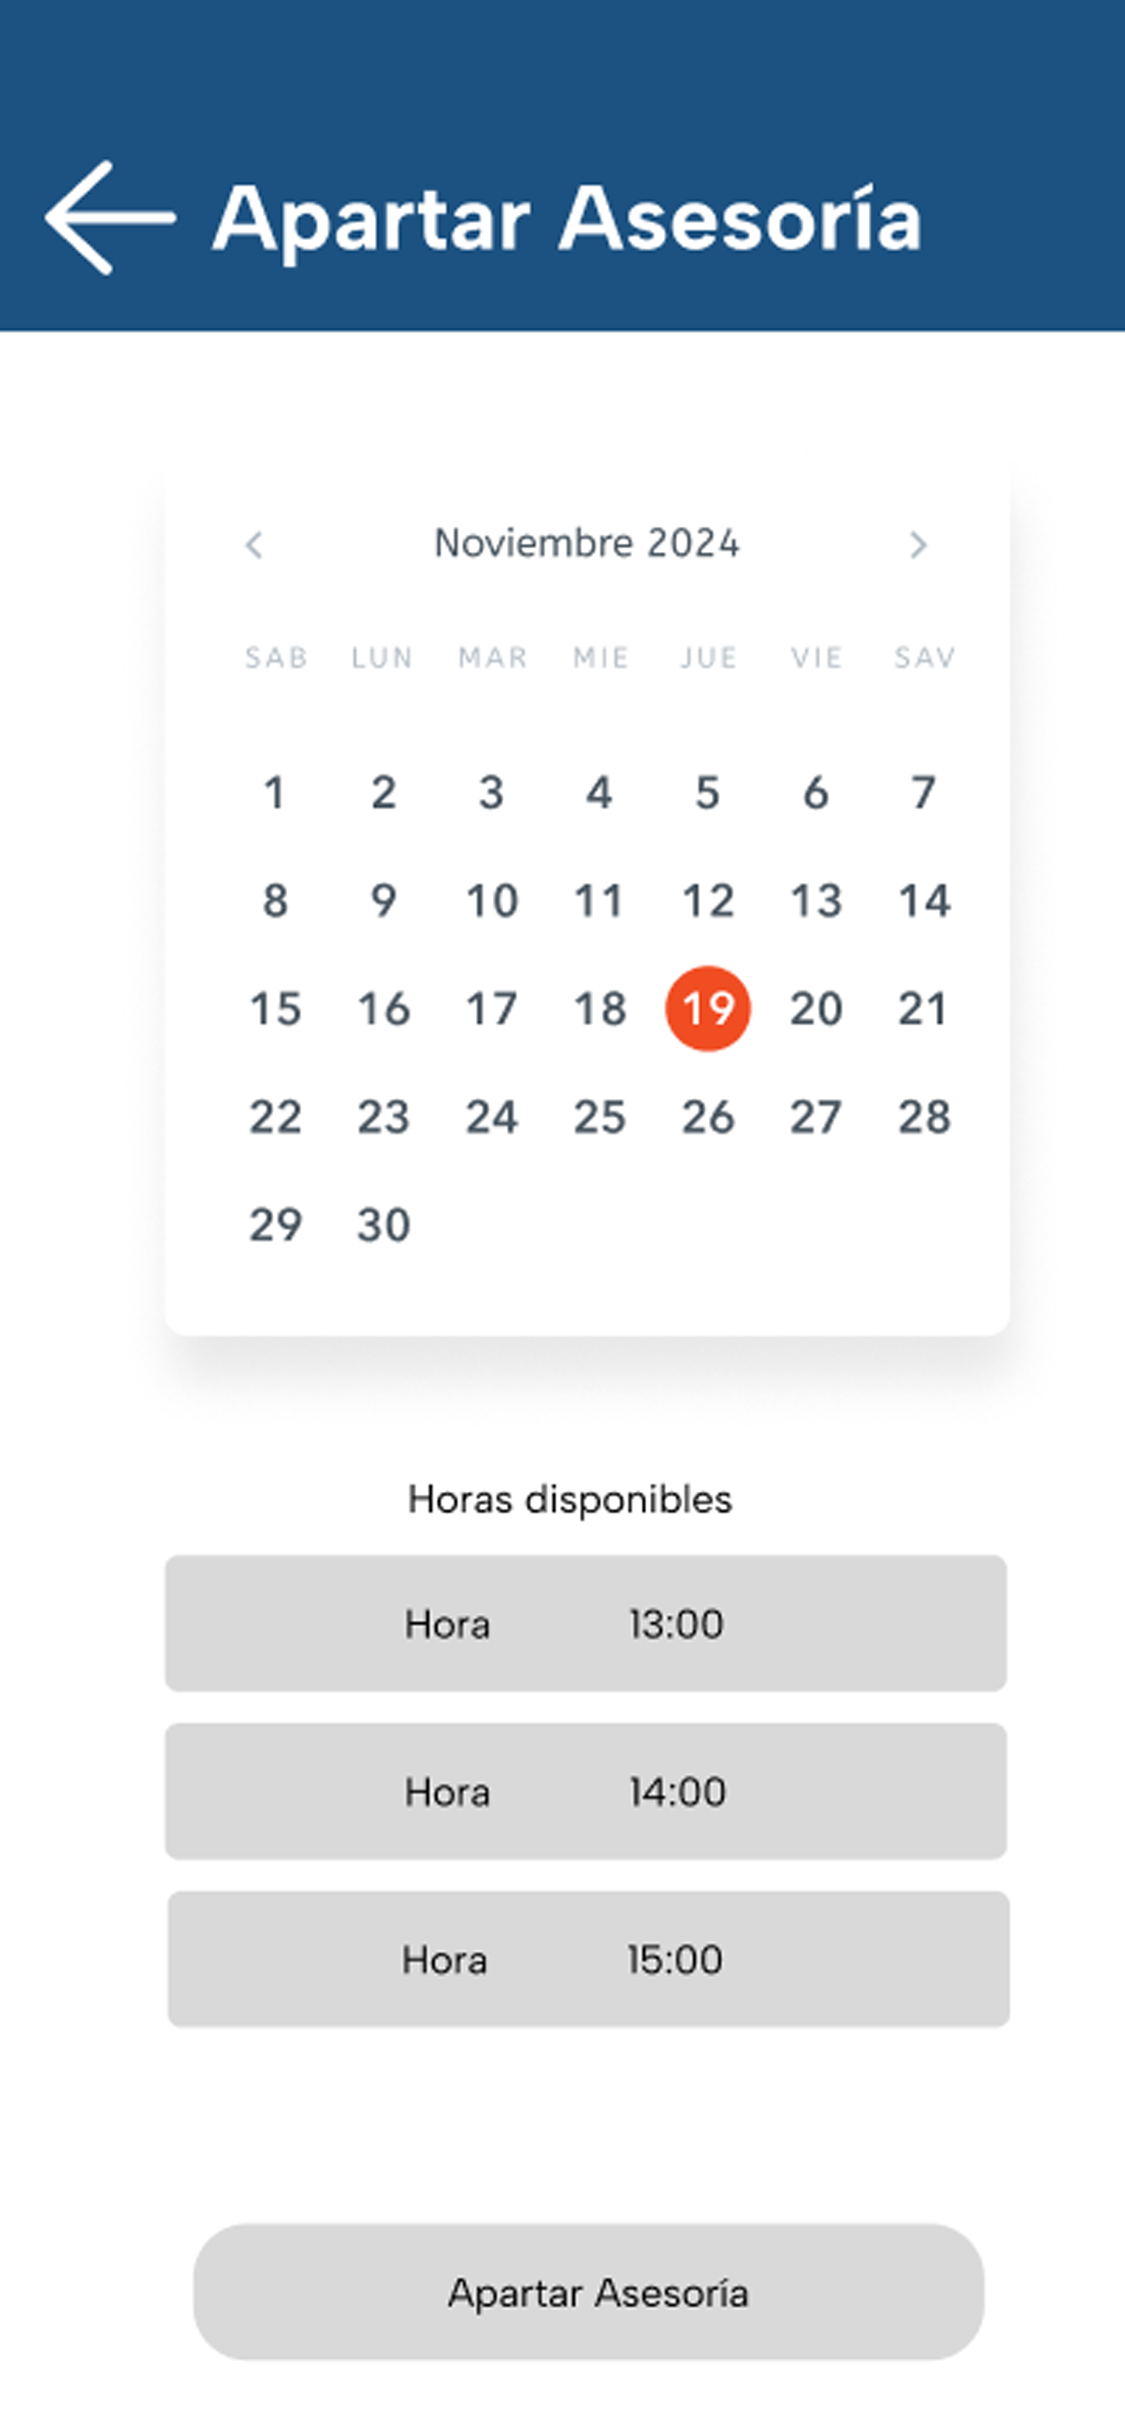 Apartar Asesoría
Noviembre 2024
SAB LUN MAR MIE JUE VIE SAV
1 2 3 4 5 6 7
8 9 10 11 12 13 14
15 16 17 18 19 20 21
22 23 24 25 26 27 28
29 30
Horas disponibles
Hora 13:00
Hora 14:00
Hora 15:00
Apartar Asesoría